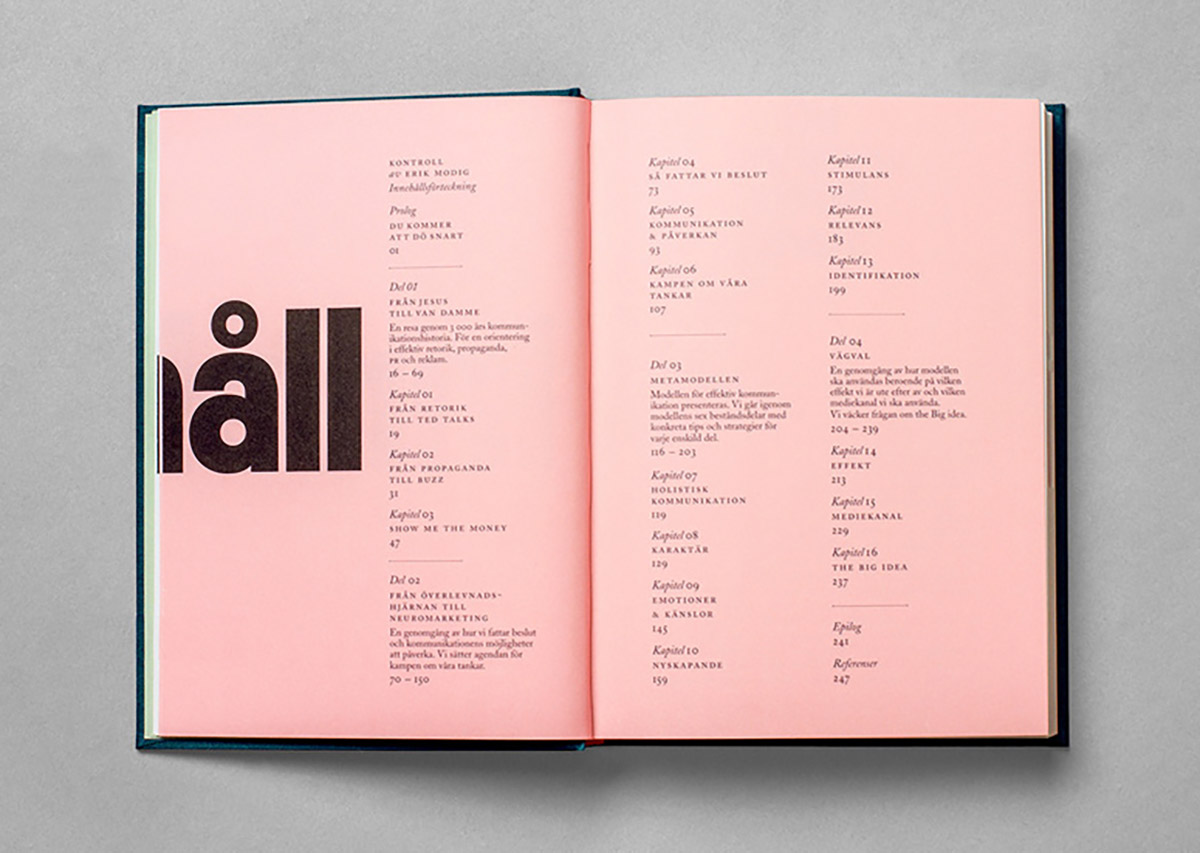 håll
KONTROLL
av ERIK MODIG
Innehållsförteckning
Prolog
DU KOMMER
ATT DÖ SNART
01
Del 01
FRÅN JESUS
TILL VAN DAMME
En resa genom 3 000 års kommun-
ikationshistoria. För en orientering
i effektiv retorik, propaganda,
PR och reklam.
16 – 69
Kapitel 01
FRÅN RETORIK
TILL TED TALKS
19
Kapitel 02
FRÅN PROPAGANDA
TILL BUZZ
31
Kapitel 03
SHOW ME THE MONEY
47
Del 02
FRÅN ÖVERLEVNADS-
HJÄRNAN TILL
NEUROMARKETING
En genomgång av hur vi fattar beslut
och kommunikationens möjligheter
att påverka. Vi sätter agendan för
kampen om våra tankar.
70 – 150
Kapitel 04
SÅ FATTAR VI BESLUT
73
Kapitel 05
KOMMUNIKATION
& PÅVERKAN
93
Kapitel 06
KAMPEN OM VÅRA
TANKAR
107
Del 03
METAMODELLEN
Modellen för effektiv kommun-
ikation presenteras. Vi går igenom
modellens sex beståndsdelar med
konkreta tips och strategier för
varje enskild del.
116 – 203
Kapitel 07
HOLISTISK
KOMMUNIKATION
119
Kapitel 08
KARAKTÄR
129
Kapitel 09
EMOTIONER
& KÄNSLOR
145
Kapitel 10
NYSKAPANDE
159
Kapitel 11
STIMULANS
173
Kapitel 12
RELEVANS
183
Kapitel 13
IDENTIFIKATION
199
Del 04
VÄGVAL
En genomgång av hur modellen
ska användas beroende på vilken
effekt vi är ute efter av och vilken
mediekanal vi ska använda.
Vi väcker frågan om the Big idea.
204 – 239
Kapitel 14
EFFEKT
213
Kapitel 15
MEDIEKANAL
229
Kapitel 16
THE BIG IDEA
237
Epilog
241
Referenser
247